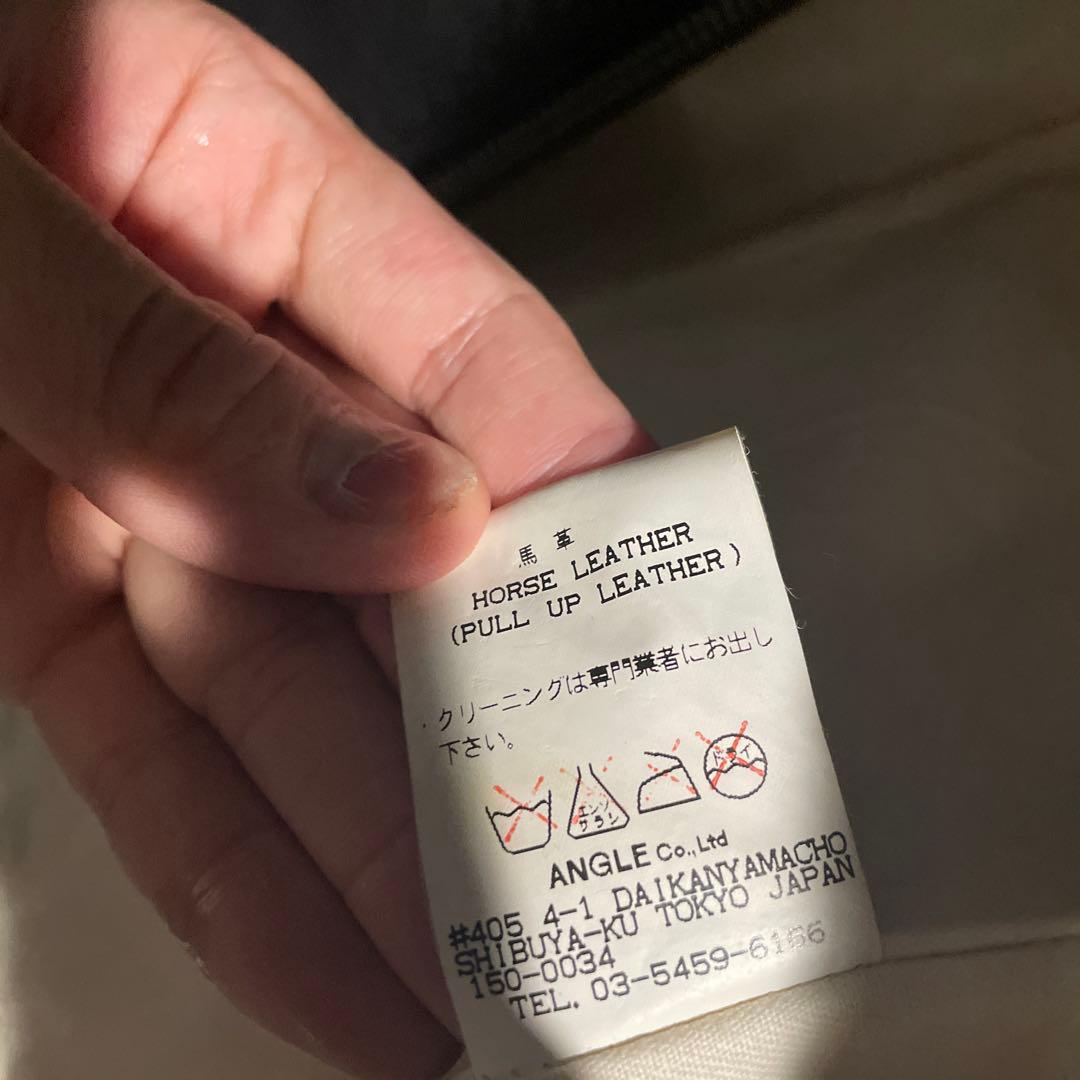 馬革
HORSE LEATHER
(PULL UP LEATHER)
・クリーニングは専門業者にお出し
下さい。
エンソ
サラシ
ドライ
ANGLE Co.,Ltd
#405 4-1 DAIKANYAMACHO
SHIBUYA-KU TOKYO JAPAN
150-0034
TEL. 03-5459-6166